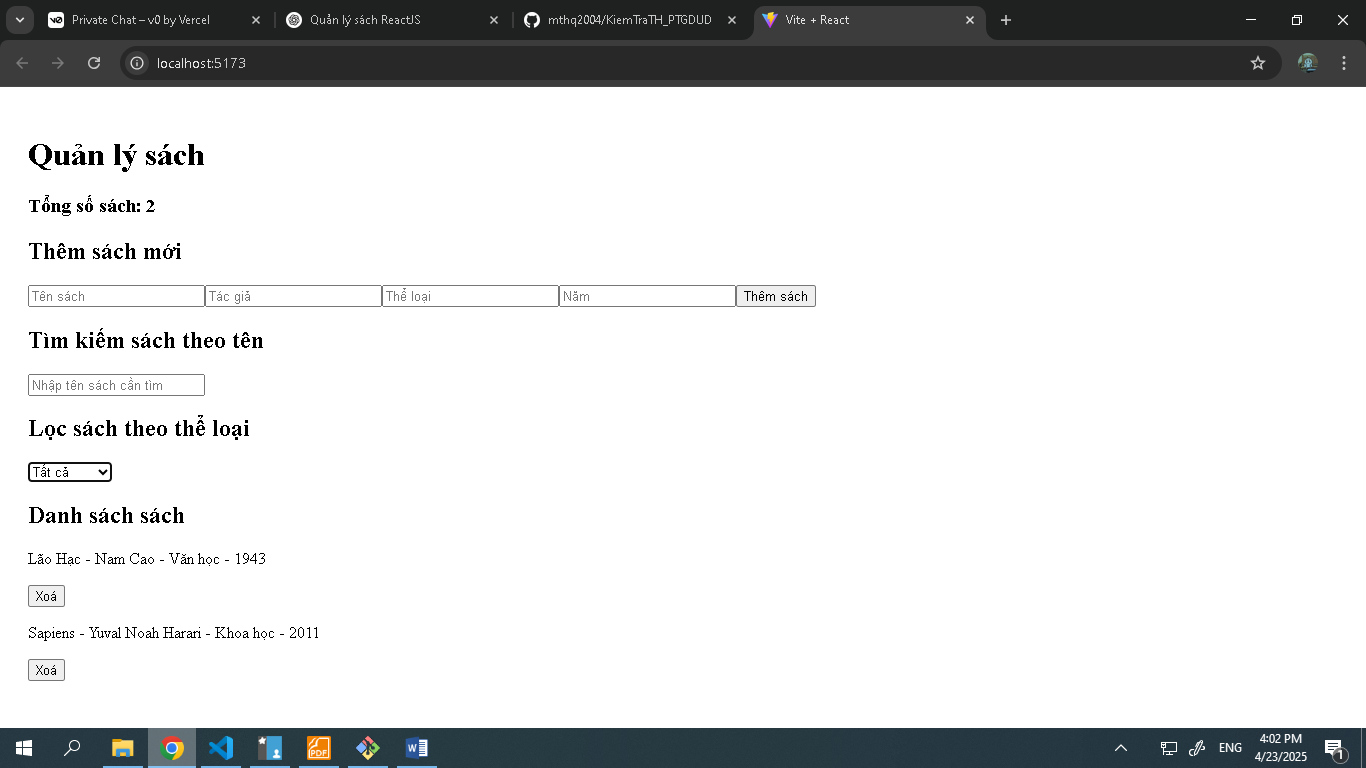 Private Chat – v0 by Vercel
Quản lý sách ReactJS
mthq2004/KiemTraTH_PTGDUD
Vite + React
localhost:5173
Quản lý sách
Tổng số sách: 2
Thêm sách mới
Tên sách Tác giả Thể loại Năm Thêm sách
Tìm kiếm sách theo tên
Nhập tên sách cần tìm
Lọc sách theo thể loại
Tất cả
Danh sách sách
Lão Hạc - Nam Cao - Văn học - 1943
Xoá
Sapiens - Yuval Noah Harari - Khoa học - 2011
Xoá
PDF
ENG
4:02 PM
4/23/2025
1